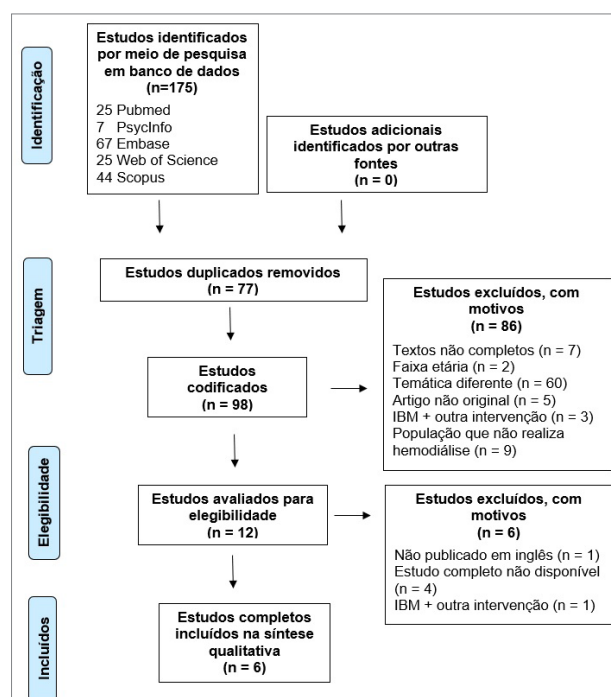 Identificação
Estudos identificados
por meio de pesquisa
em banco de dados
(n=175)
25 Pubmed
7 PsycInfo
67 Embase
25 Web of Science
44 Scopus
Estudos adicionais
identificados por outras
fontes
(n = 0)
Triagem
Estudos duplicados removidos
(n = 77)
Estudos
codificados
(n = 98)
Estudos excluídos, com
motivos
(n = 86)
Textos não completos (n = 7)
Faixa etária (n = 2)
Temática diferente (n = 60)
Artigo não original (n = 5)
IBM + outra intervenção (n = 3)
População que não realiza
hemodiálise (n = 9)
Elegibilidade
Estudos avaliados para
elegibilidade
(n = 12)
Estudos excluídos, com
motivos
(n = 6)
Não publicado em inglês (n = 1)
Estudo completo não disponível
(n = 4)
IBM + outra intervenção (n = 1)
Incluídos
Estudos completos
incluídos na síntese
qualitativa
(n = 6)